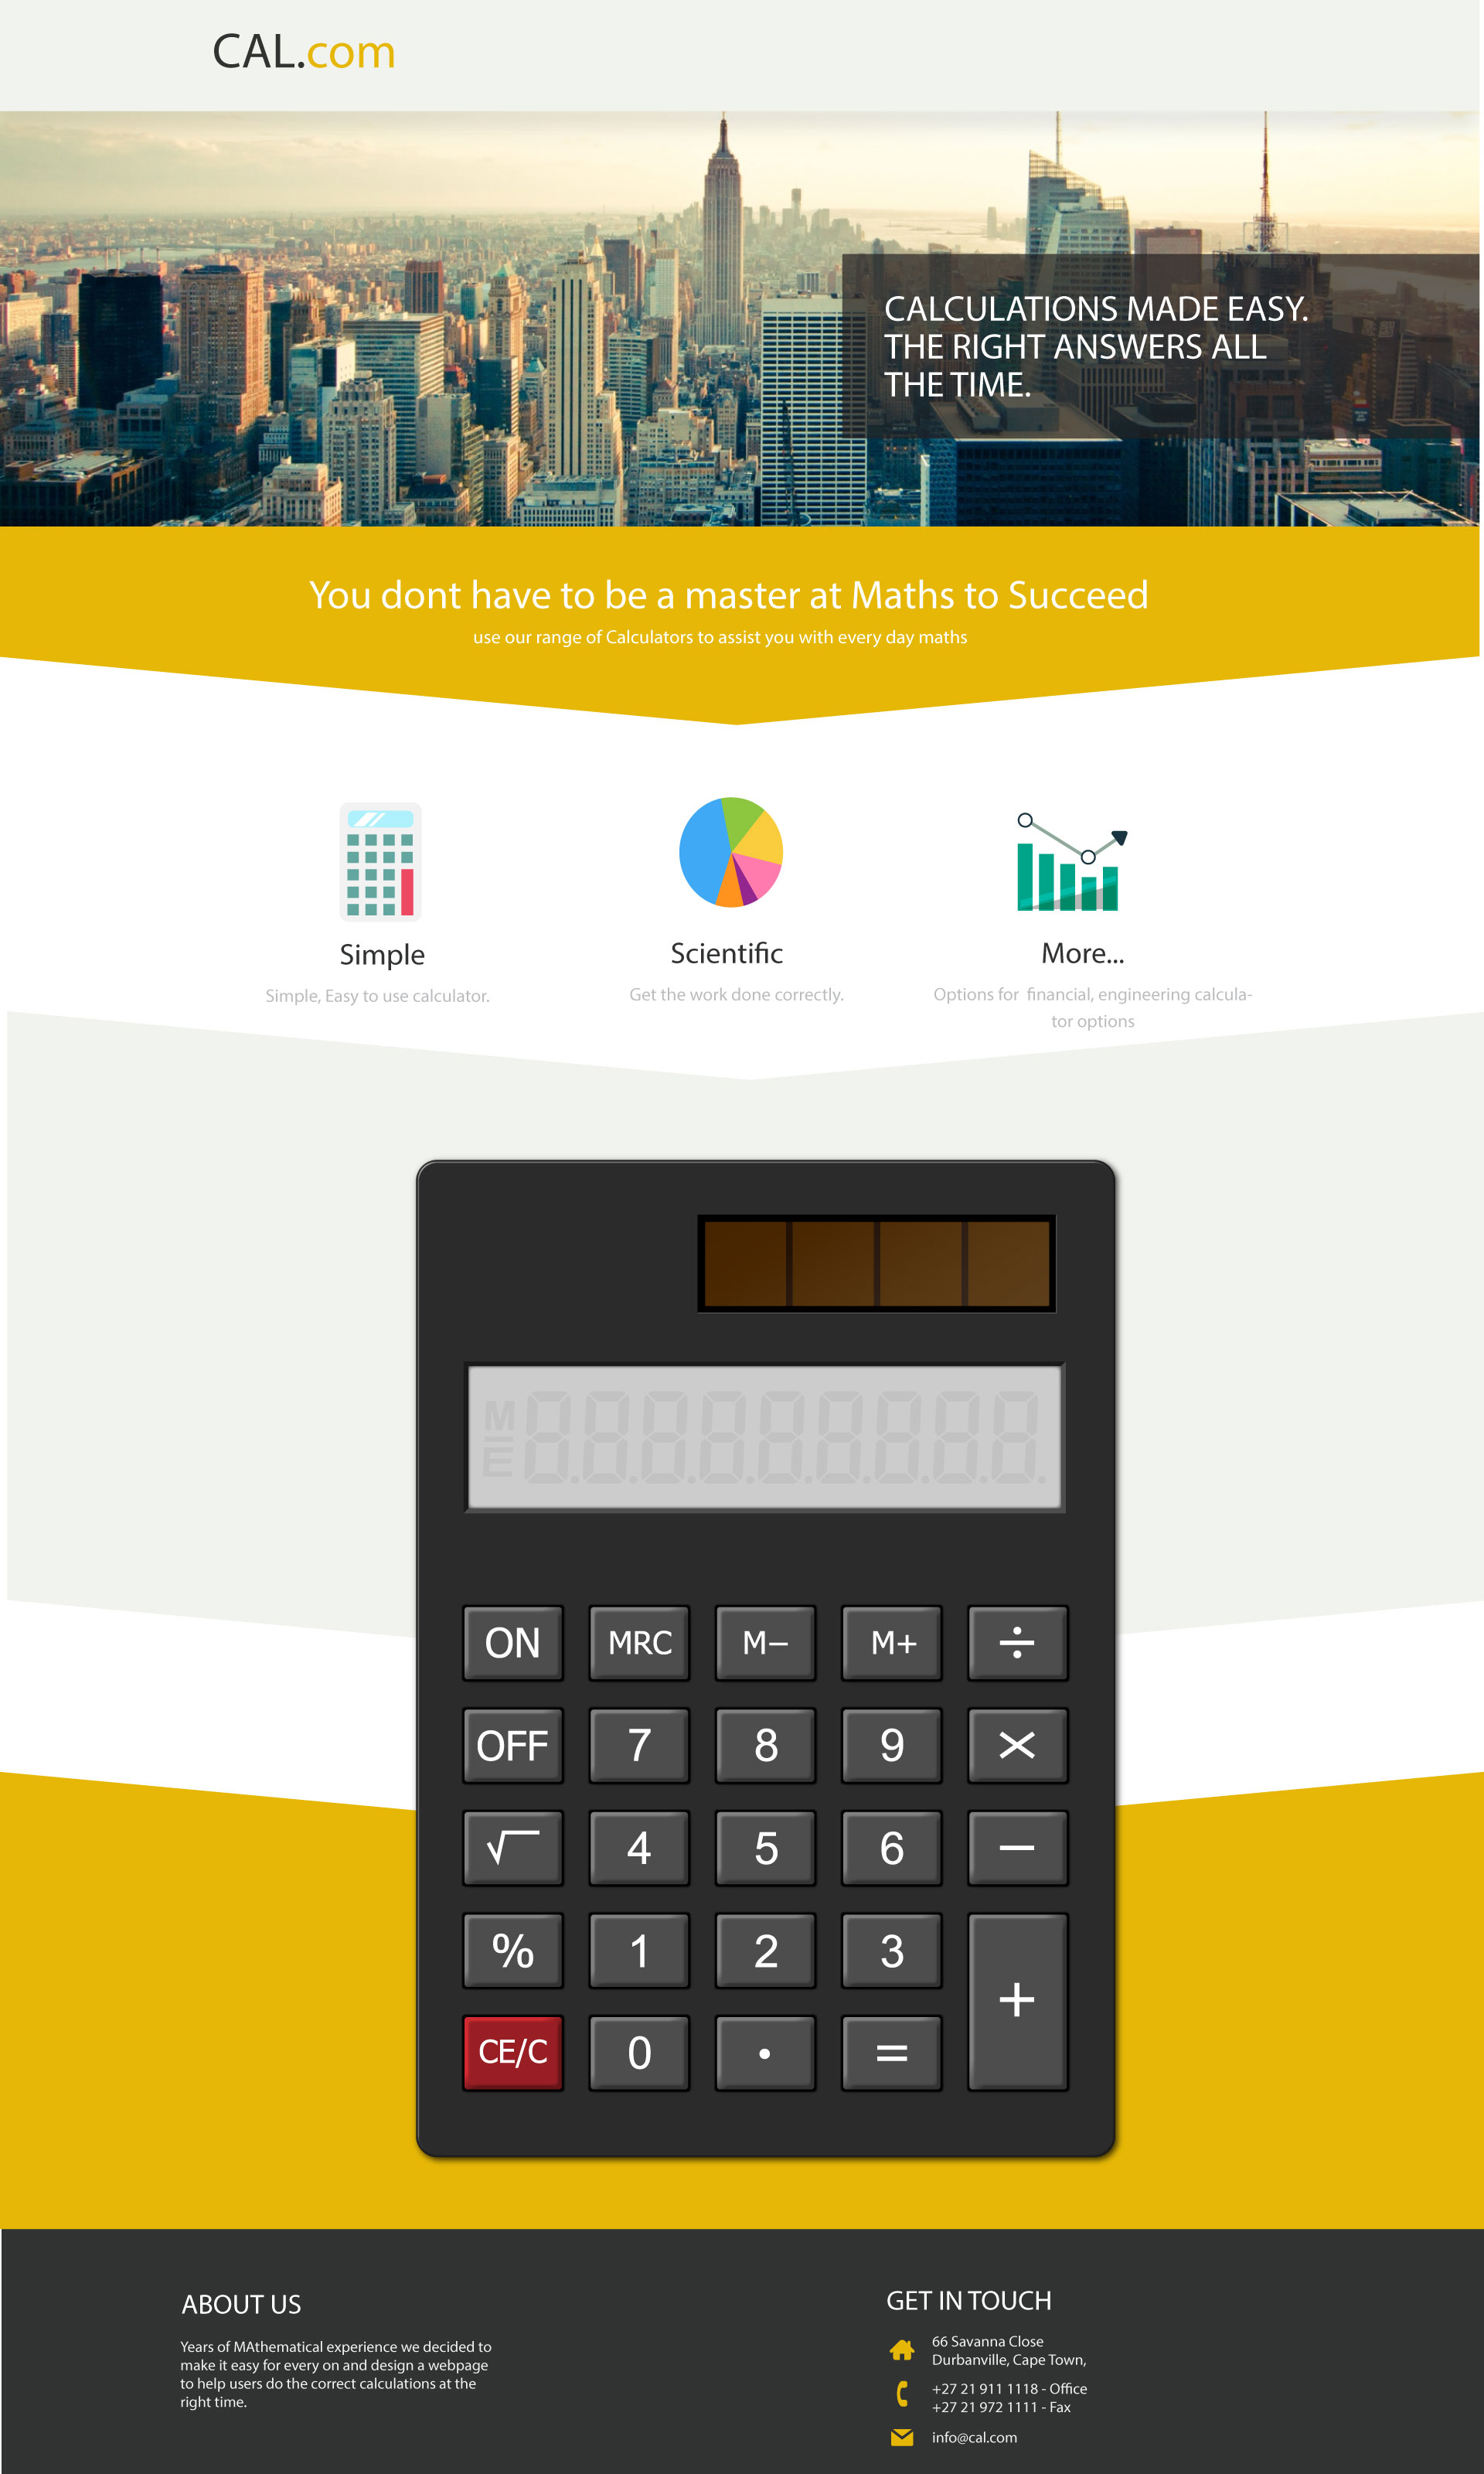 CAL.com
CALCULATIONS MADE EASY.
THE RIGHT ANSWERS ALL
THE TIME.
You dont have to be a master at Maths to Succeed
use our range of Calculators to assist you with every day maths
Simple
Simple, Easy to use calculator.
Scientific
Get the work done correctly.
More...
Options for financial, engineering calcula-
tor options
M
E
8.8.8.8.8.8.8.8.8.
ON MRC M− M+ ÷
OFF 7 8 9 ×
√ 4 5 6 −
% 1 2 3 +
CE/C 0 . =
ABOUT US
Years of MAthematical experience we decided to
make it easy for every on and design a webpage
to help users do the correct calculations at the
right time.
GET IN TOUCH
66 Savanna Close
Durbanville, Cape Town,
+27 21 911 1118 - Office
+27 21 972 1111 - Fax
info@cal.com